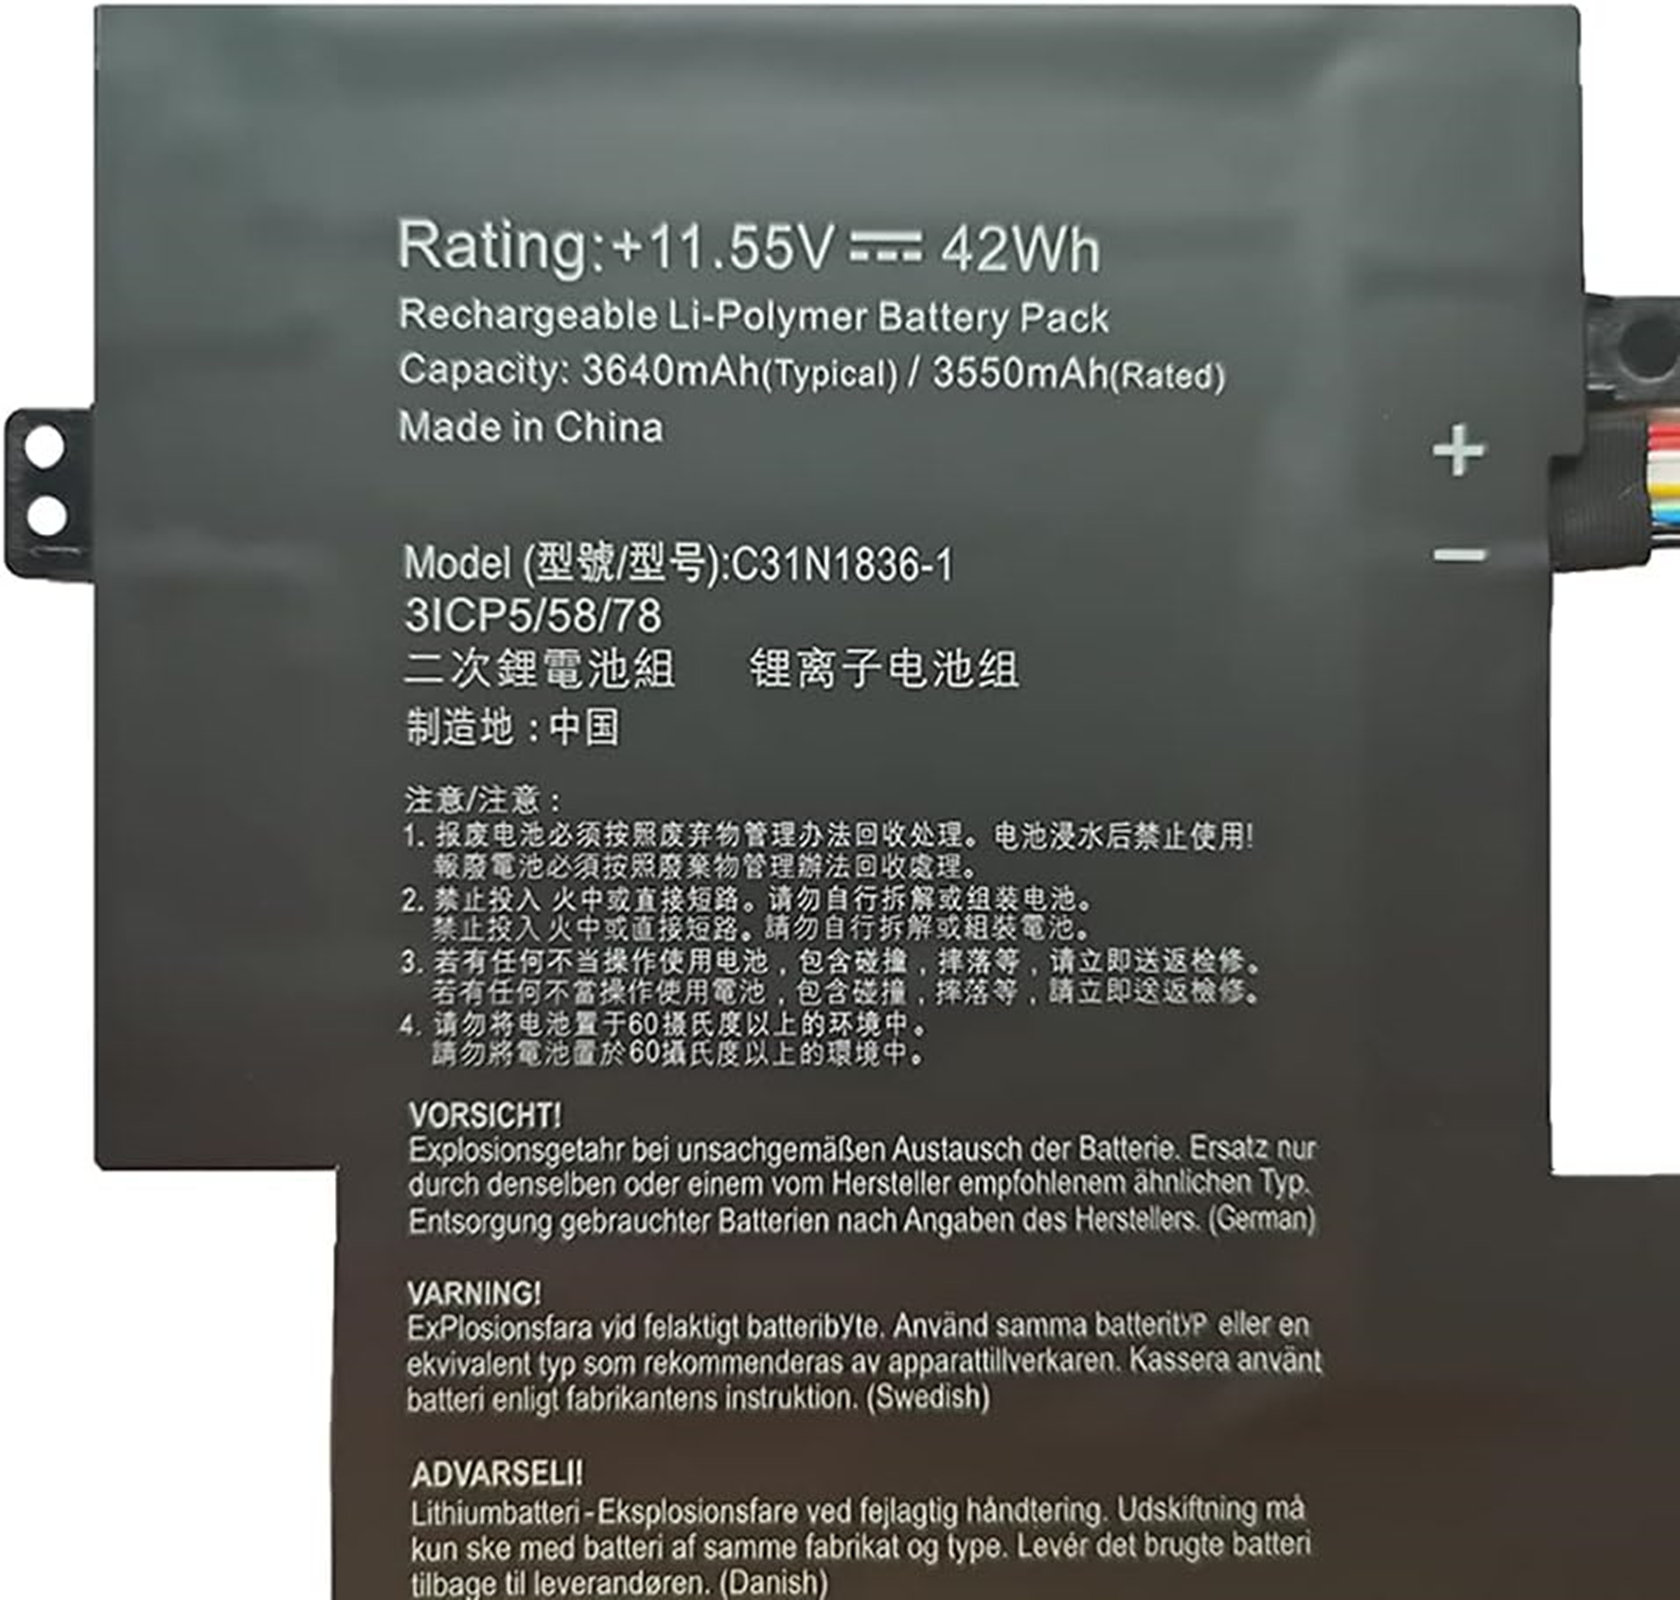 Rating:+11.55V ⎓ 42Wh
Rechargeable Li-Polymer Battery Pack
Capacity: 3640mAh(Typical) / 3550mAh(Rated)
Made in China
+
−
Model (型號/型号):C31N1836-1
3ICP5/58/78
二次鋰電池組 锂离子电池组
制造地：中国
注意/注意：
1. 报废电池必须按照废弃物管理办法回收处理。电池浸水后禁止使用!
報廢電池必須按照廢棄物管理辦法回收處理。
2. 禁止投入 火中或直接短路。请勿自行拆解或组装电池。
禁止投入火中或直接短路。請勿自行拆解或組裝電池。
3. 若有任何不当操作使用电池，包含碰撞，摔落等，请立即送返检修。
若有任何不當操作使用電池，包含碰撞，摔落等，請立即送返檢修。
4. 请勿将电池置于60摄氏度以上的环境中。
請勿將電池置於60攝氏度以上的環境中。
VORSICHT!
Explosionsgetahr bei unsachgemäßen Austausch der Batterie. Ersatz nur
durch denselben oder einem vom Hersteller empfohlenem ähnlichen Typ.
Entsorgung gebrauchter Batterien nach Angaben des Herstellers. (German)
VARNING!
ExPlosionsfara vid felaktigt batteribyte. Använd samma batterityP eller en
ekvivalent typ som rekommenderas av apparattillverkaren. Kassera använt
batteri enligt fabrikantens instruktion. (Swedish)
ADVARSELI!
Lithiumbatteri-Eksplosionsfare ved fejlagtig håndtering. Udskiftning må
kun ske med batteri af samme fabrikat og type. Levér det brugte batteri
tilbage til leverandøren. (Danish)